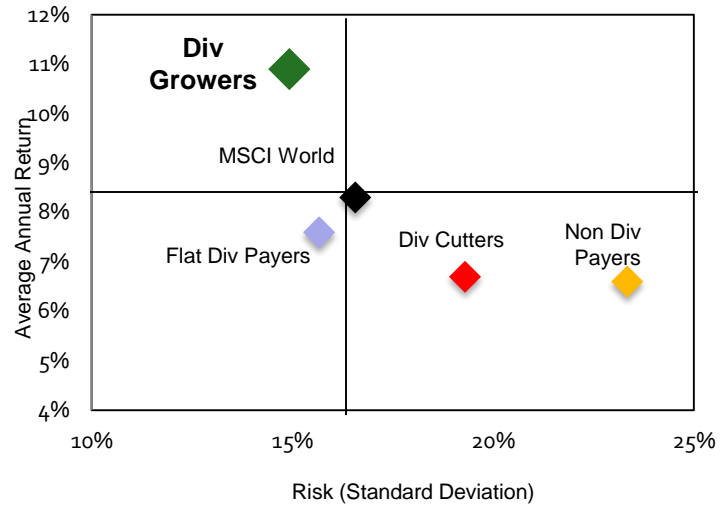 12%
11%
10%
9%
8%
7%
6%
5%
4%
Average Annual Return
Div
Growers
MSCI World
Flat Div Payers
Div Cutters
Non Div
Payers
10%
15%
20%
25%
Risk (Standard Deviation)